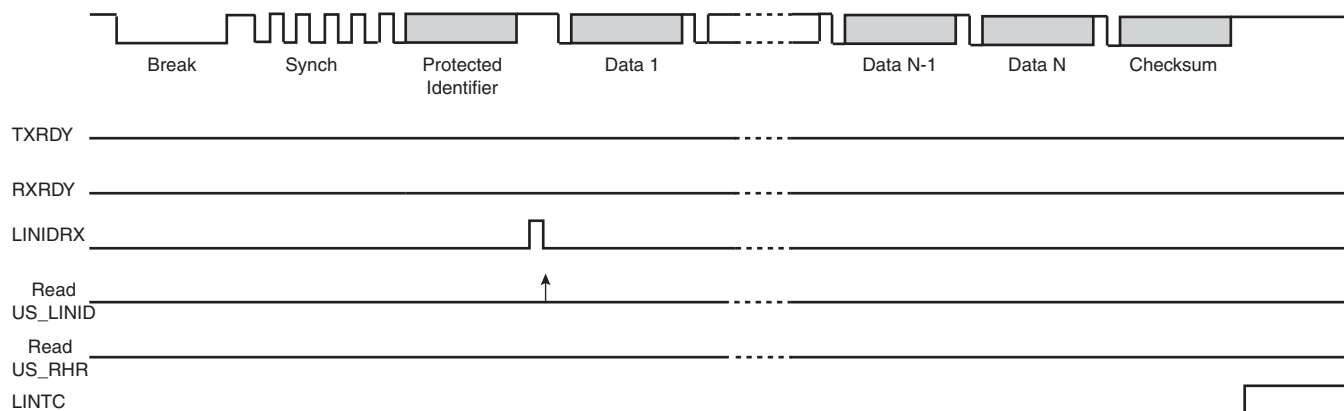 Break Synch Protected Data 1 Data N-1 Data N Checksum
Identifier
TXRDY
RXRDY
LINIDRX
Read
US_LINID
Read
US_RHR
LINTC